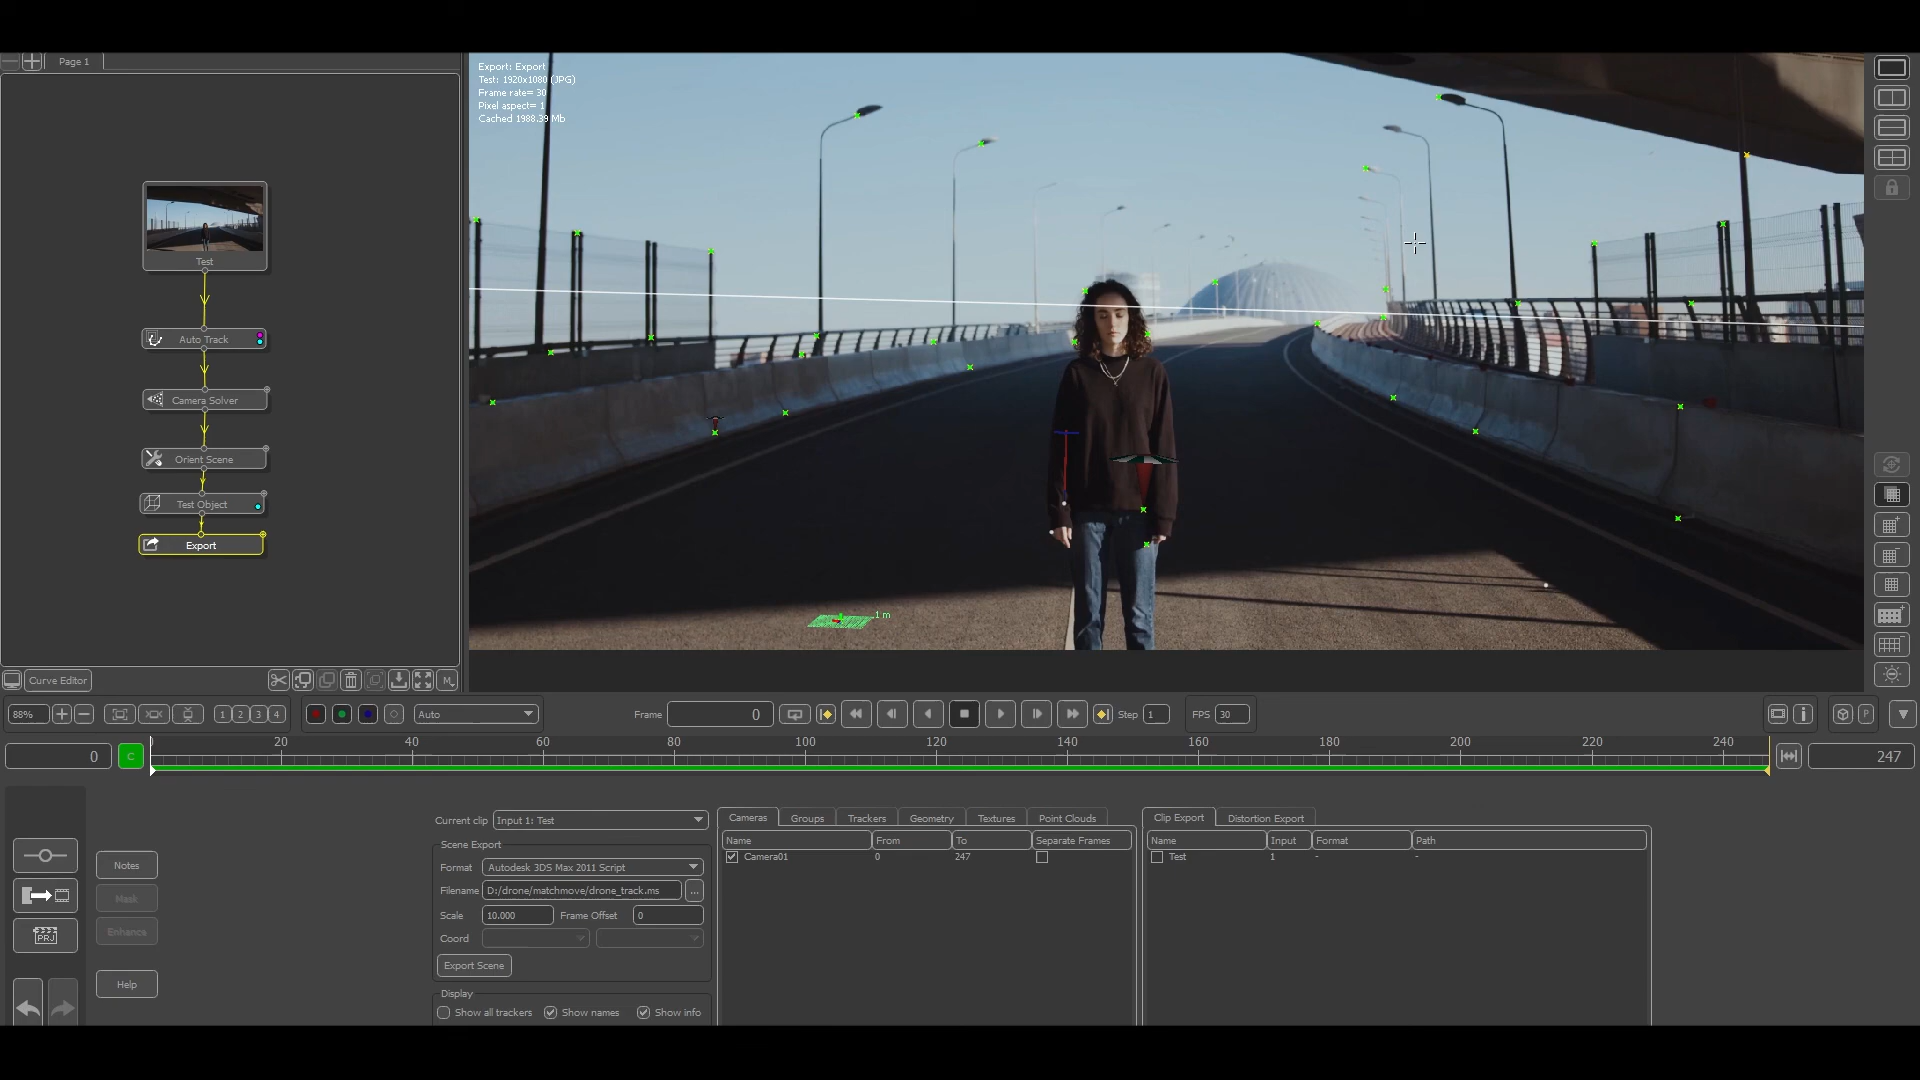 Page 1
Export: Export
Test: 1920x1080 (JPG)
Frame rate= 30
Pixel aspect= 1
Cached 1988.39 Mb
Test
Auto Track
Camera Solver
Orient Scene
Test Object
Export
1 m
Curve Editor
M
88% 1 2 3 4 Auto Frame 0 Step 1 FPS 30 P
0 C 20 40 60 80 100 120 140 160 180 200 220 240 247
PRJ
Notes
Mask
Enhance
Help
Current clip Input 1: Test
Scene Export
Format Autodesk 3DS Max 2011 Script
Filename D:/drone/matchmove/drone_track.ms ...
Scale 10.000 Frame Offset 0
Coord
Export Scene
Display
Show all trackers Show names Show info
Cameras Groups Trackers Geometry Textures Point Clouds
Name From To Separate Frames
Camera01 0 247
Clip Export Distortion Export
Name Input Format Path
Test 1 - -